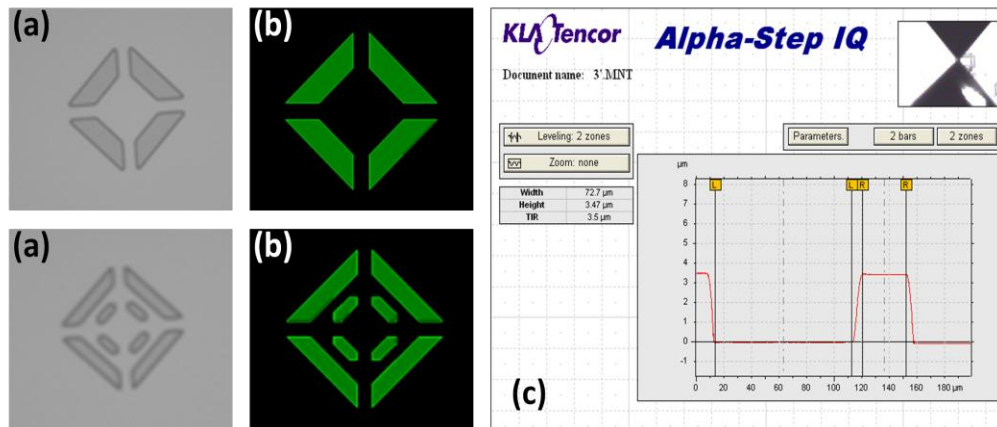 (a)
(b)
(a)
(b)
KLA Tencor
Alpha-Step IQ
Document name: 3'.MNT
Leveling: 2 zones
Zoom: none
Parameters.
2 bars
2 zones
Width 72.7 µm
Height 3.47 µm
TIR 3.5 µm
µm
L
L R
R
8
7
6
5
4
3
2
1
0
-1
0 20 40 60 80 100 120 140 160 180 µm
(c)